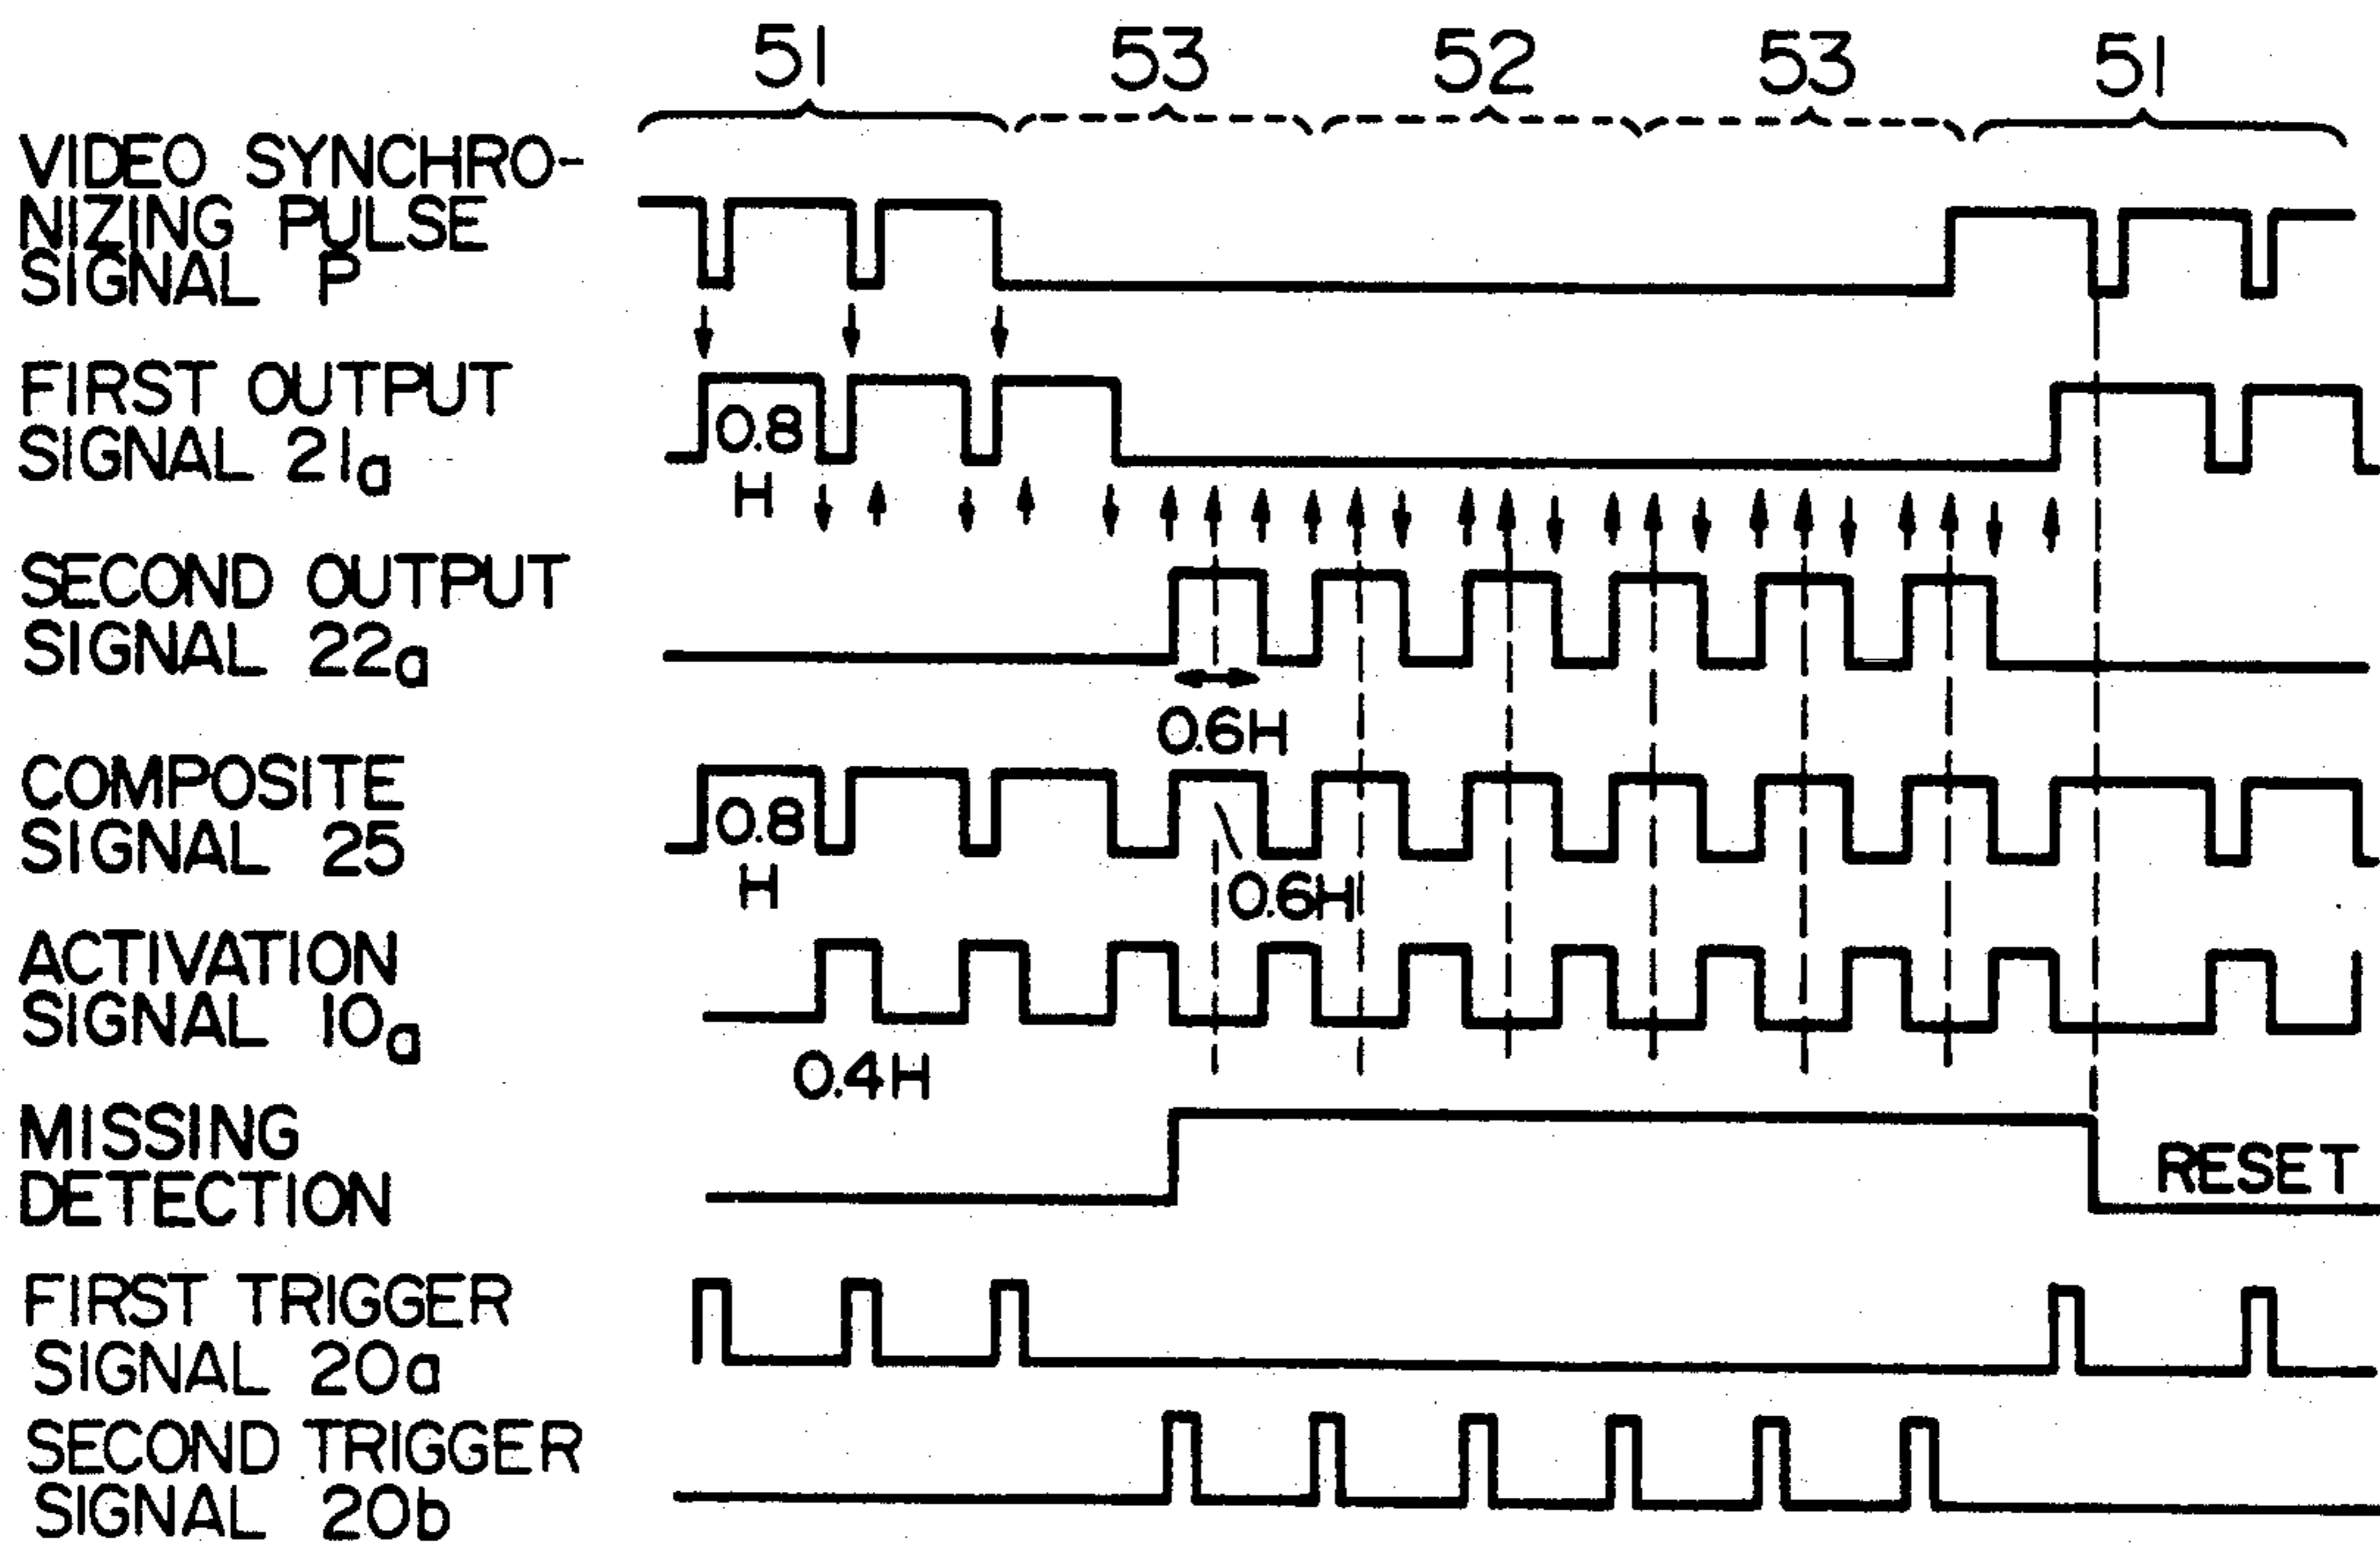 51 53 52 53 51
VIDEO SYNCHRO-
NIZING PULSE
SIGNAL P
FIRST OUTPUT
SIGNAL 21a
0.8
H
SECOND OUTPUT
SIGNAL 22a
0.6H
COMPOSITE
SIGNAL 25
0.8
H
0.6H
ACTIVATION
SIGNAL 10a
0.4H
MISSING
DETECTION
RESET
FIRST TRIGGER
SIGNAL 20a
SECOND TRIGGER
SIGNAL 20b